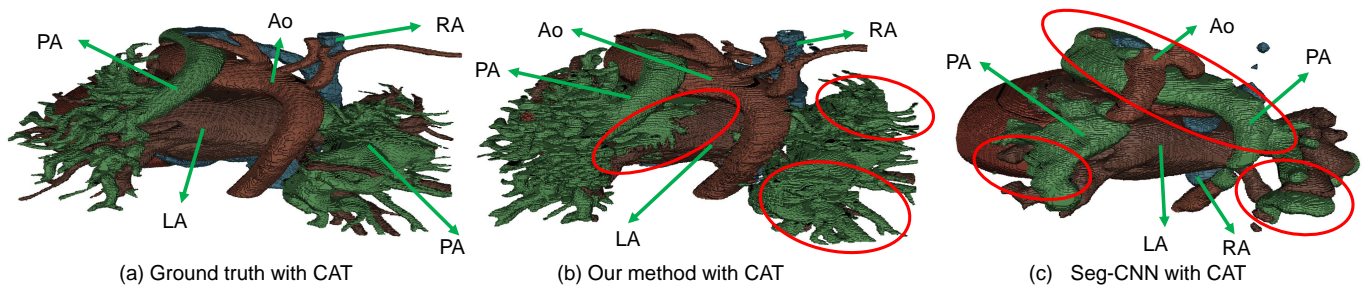 PA
Ao
RA
LA
PA
(a) Ground truth with CAT
Ao
RA
PA
LA
(b) Our method with CAT
Ao
PA
PA
LA
RA
(c) Seg-CNN with CAT